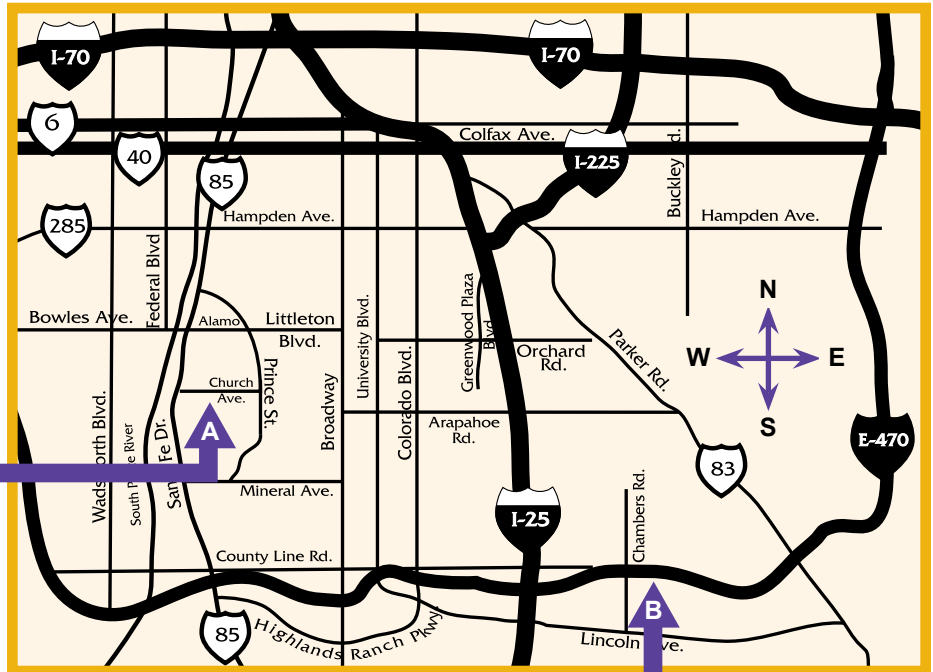 I-70
I-70
6
Colfax Ave.
40
I-225
85
Buckley Rd.
285
Hampden Ave.
Hampden Ave.
Federal Blvd
Bowles Ave.
Alamo
Littleton
Blvd.
University Blvd.
Greenwood Plaza
Blvd.
Orchard
Rd.
Parker Rd.
N
W
E
S
Church
Ave.
Prince St.
Broadway
Colorado Blvd.
Arapahoe
Rd.
A
E-470
Wadsworth Blvd.
South Platte River
Santa Fe Dr.
83
Mineral Ave.
I-25
Chambers Rd.
County Line Rd.
B
85
Highlands Ranch Pkwy.
Lincoln Ave.